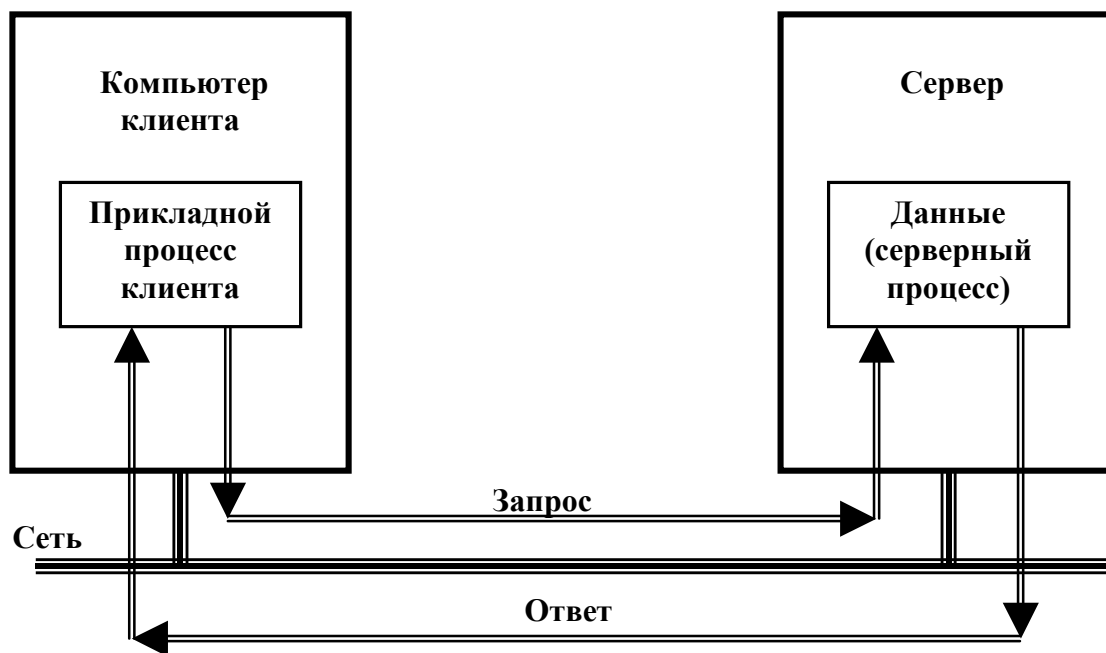 Компьютер
клиента
Прикладной
процесс
клиента
Сервер
Данные
(серверный
процесс)
Запрос
Сеть
Ответ